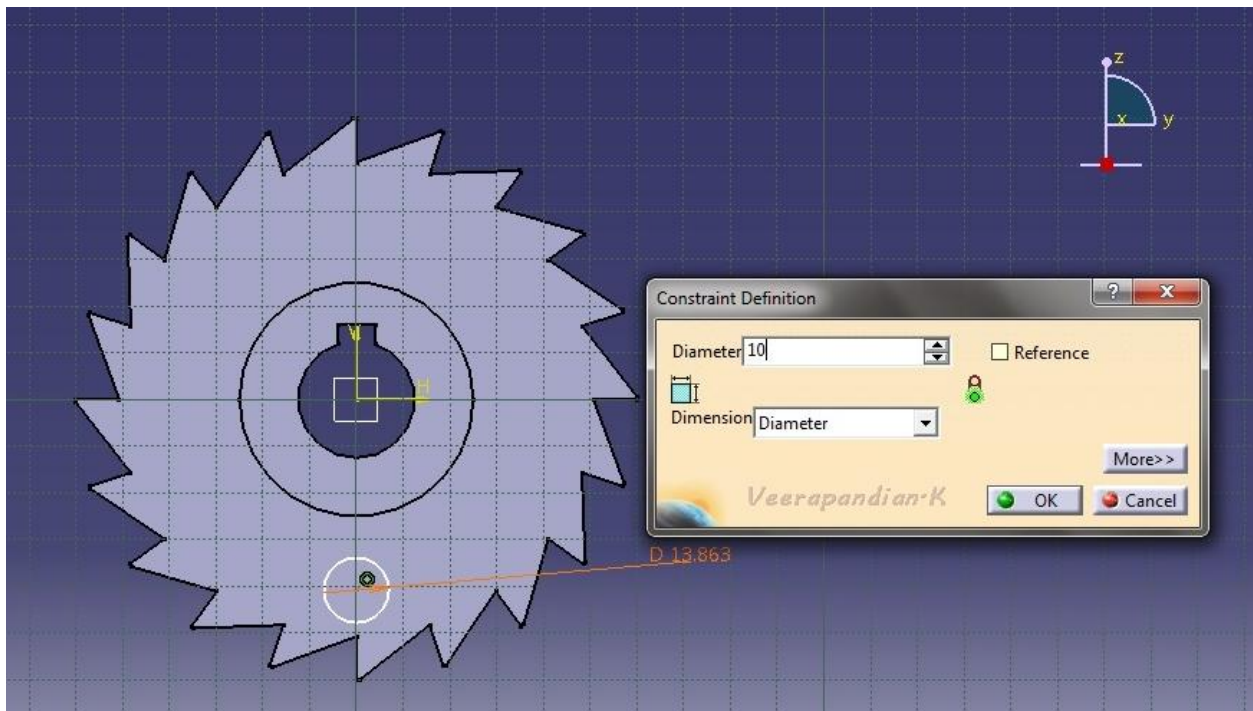 z
x y
Constraint Definition
Diameter 10
Reference
Dimension Diameter
More>>
Veerapandian-K
OK Cancel
V
H
D 13.863